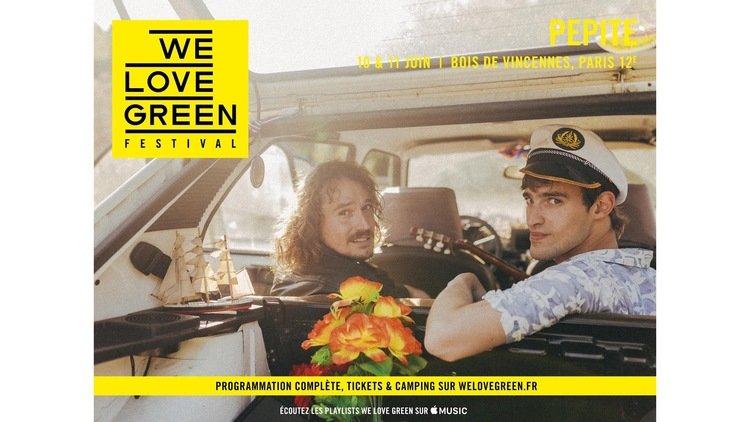 WE
LOVE
GREEN
FESTIVAL
PEPITE
10 & 11 JUIN | BOIS DE VINCENNES, PARIS 12E
PROGRAMMATION COMPLÈTE, TICKETS & CAMPING SUR WELOVEGREEN.FR
ÉCOUTEZ LES PLAYLISTS WE LOVE GREEN SUR MUSIC